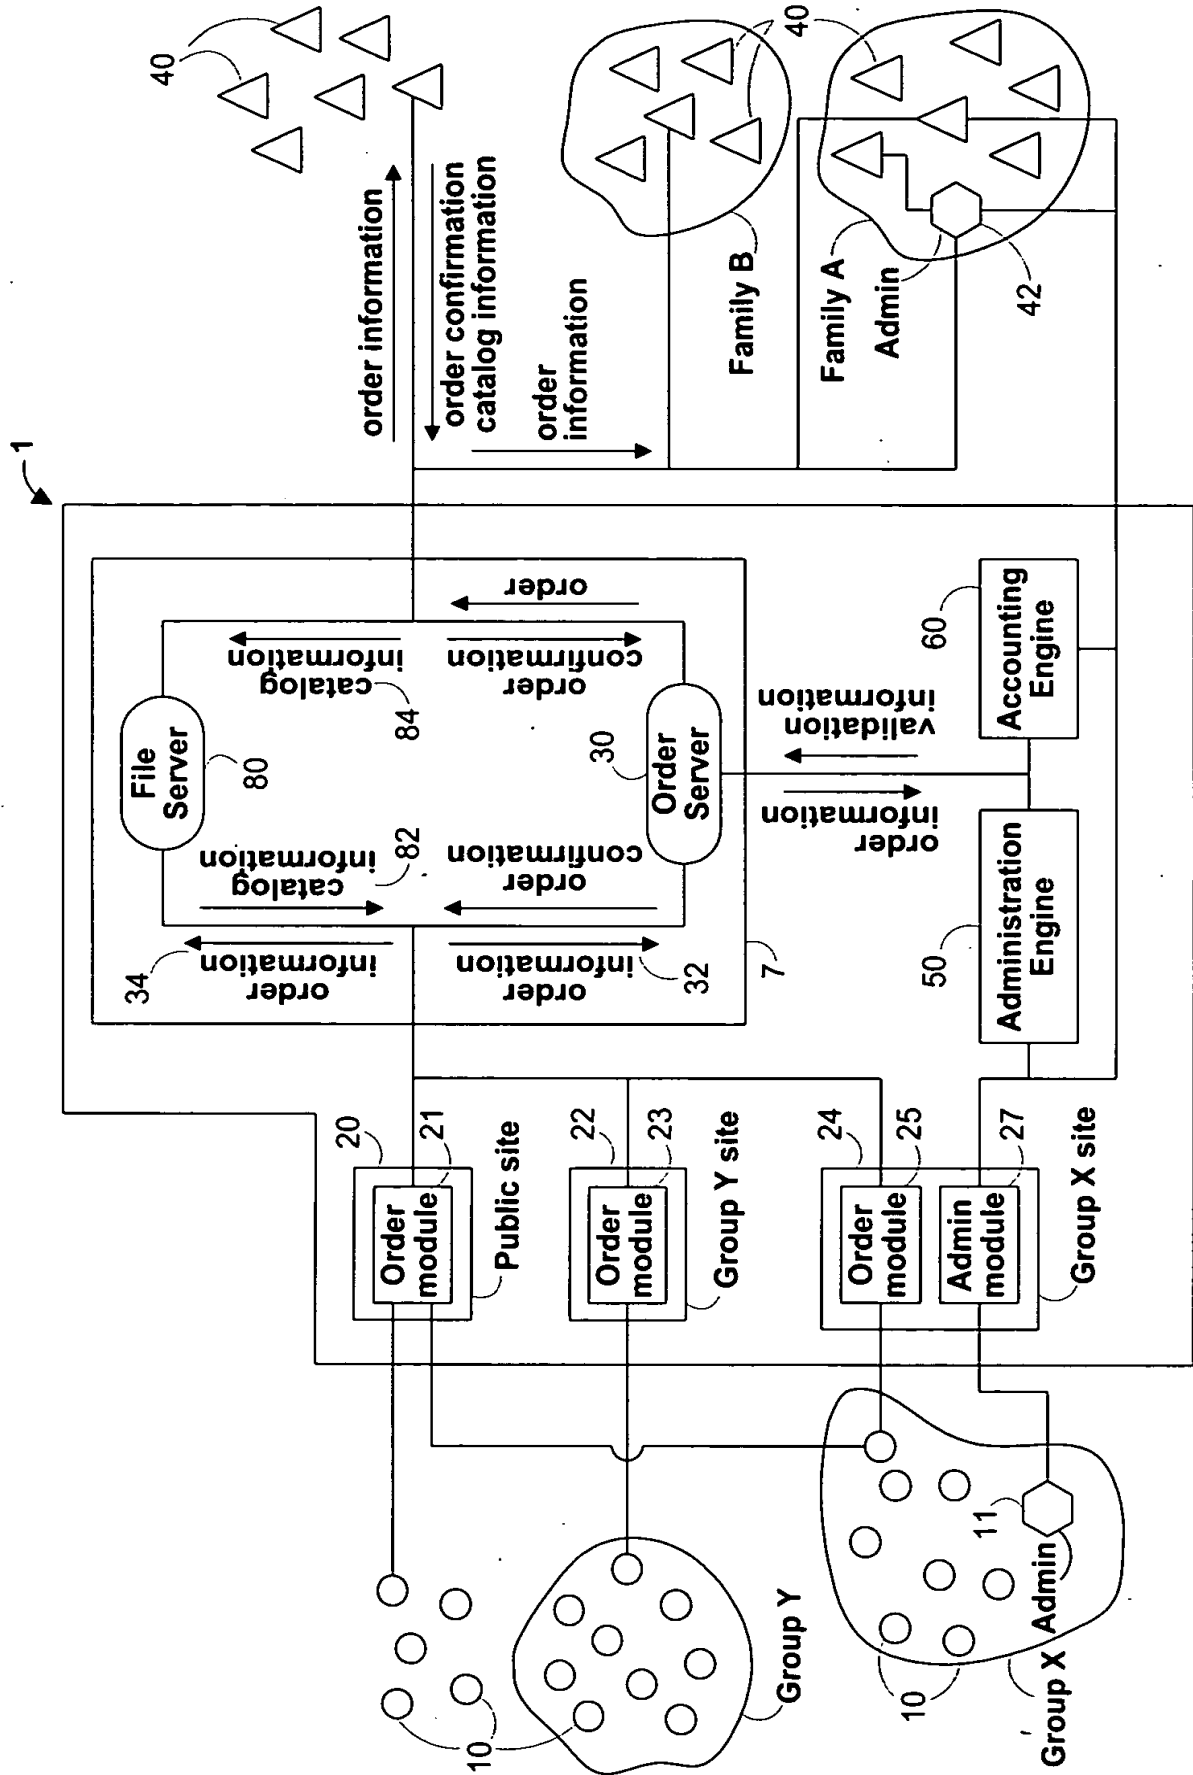 1
40
order information
order confirmation
catalog information
order
information
40
Family B
Family A
Admin
42
File
Server
80
order
catalog
information
84
order
confirmation
30
Order
Server
catalog
information
82
order
confirmation
34
order
information
order
information
32
7
validation
information
order
information
60
Accounting
Engine
50
Administration
Engine
20
21
Order
module
Public site
22
23
Order
module
Group Y site
24
25
Order
module
27
Admin
module
Group X site
10
Group Y
10
11
Admin
Group X